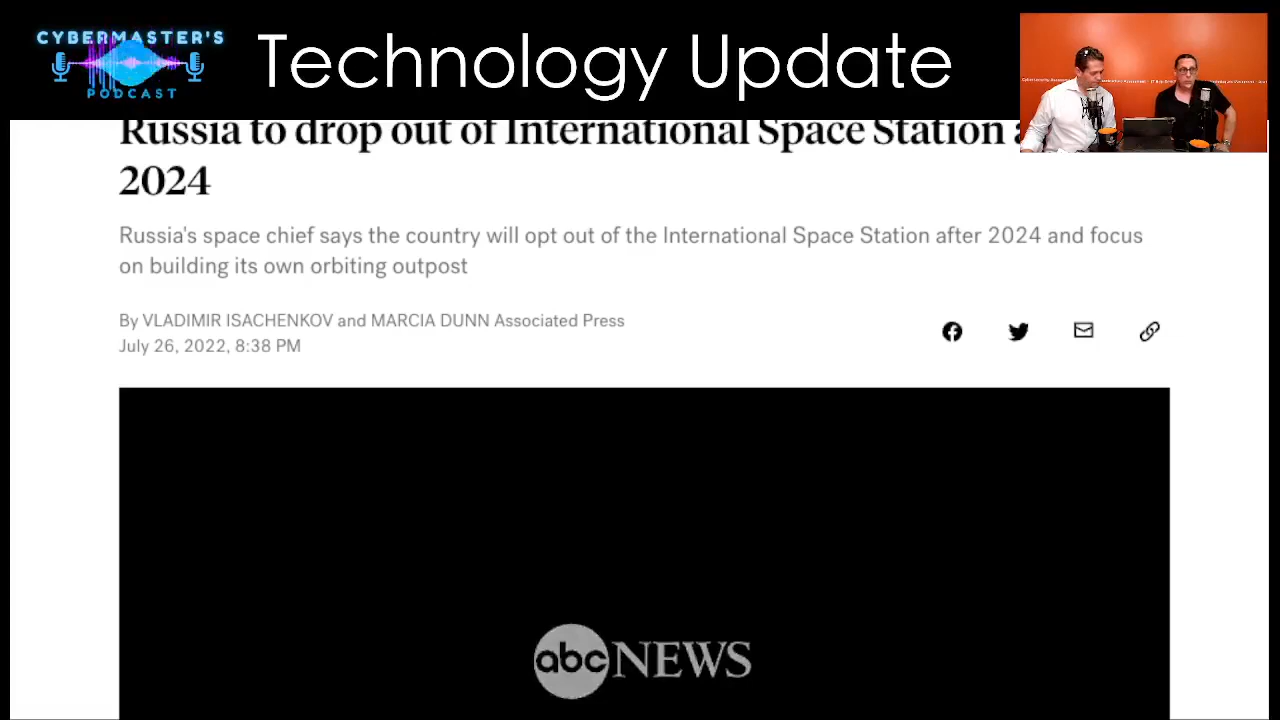 CYBERMASTER'S
PODCAST
Technology Update
Russia to drop out of International Space Station
2024
Russia's space chief says the country will opt out of the International Space Station after 2024 and focus
on building its own orbiting outpost
By VLADIMIR ISACHENKOV and MARCIA DUNN Associated Press
July 26, 2022, 8:38 PM
abc NEWS